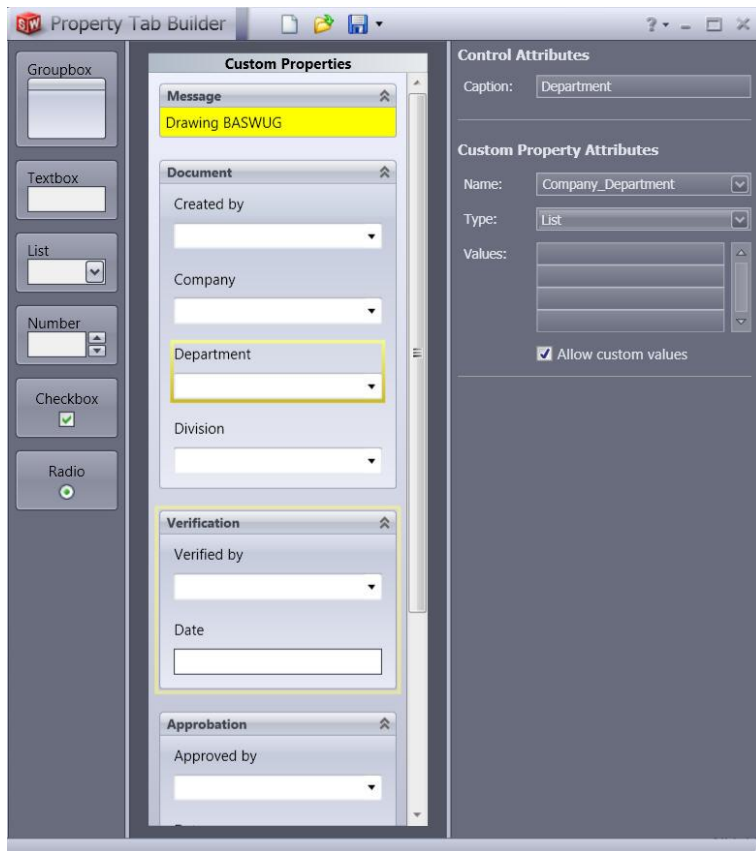 SW Property Tab Builder
?
Groupbox
Textbox
List
Number
Checkbox
Radio
Custom Properties
Message
Drawing BASWUG
Document
Created by
Company
Department
Division
Verification
Verified by
Date
Approbation
Approved by
Control Attributes
Caption: Department
Custom Property Attributes
Name: Company_Department
Type: List
Values:
Allow custom values